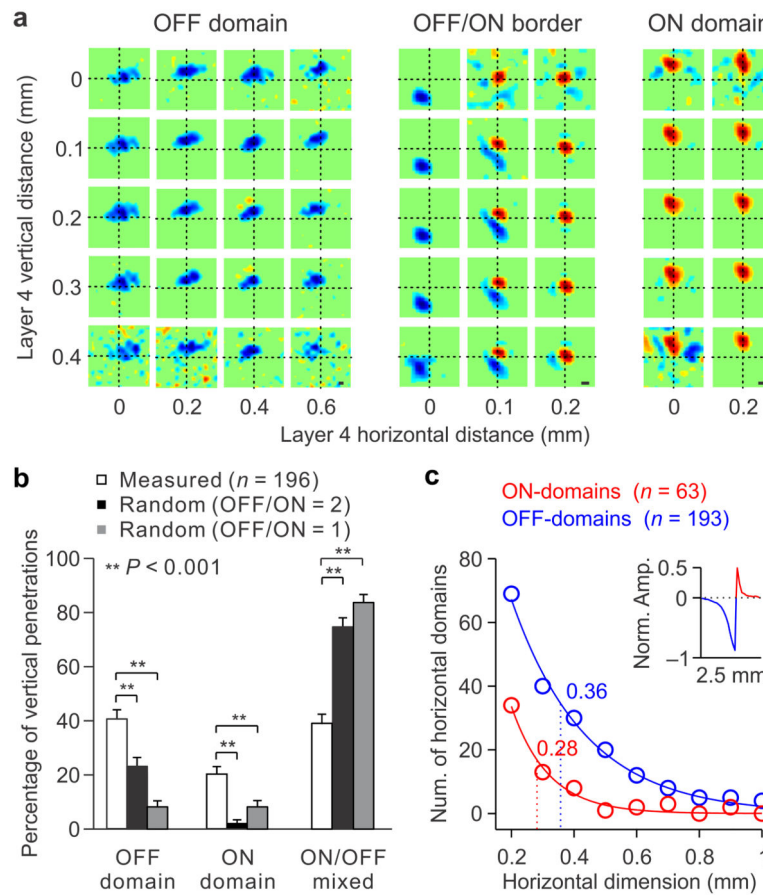 a
OFF domain OFF/ON border ON domain
Layer 4 vertical distance (mm)
0
0.1
0.2
0.3
0.4
0 0.2 0.4 0.6 0 0.1 0.2 0 0.2
Layer 4 horizontal distance (mm)
b
Measured (n = 196)
Random (OFF/ON = 2)
Random (OFF/ON = 1)
Percentage of vertical penetrations
100
80
60
40
20
0
** P < 0.001
** ** ** ** ** **
OFF domain
ON domain
ON/OFF mixed
c
ON-domains (n = 63)
OFF-domains (n = 193)
Num. of horizontal domains
80
60
40
20
0
0.36
0.28
Norm. Amp.
0.5
0
–1
2.5 mm
0.2 0.4 0.6 0.8 1
Horizontal dimension (mm)